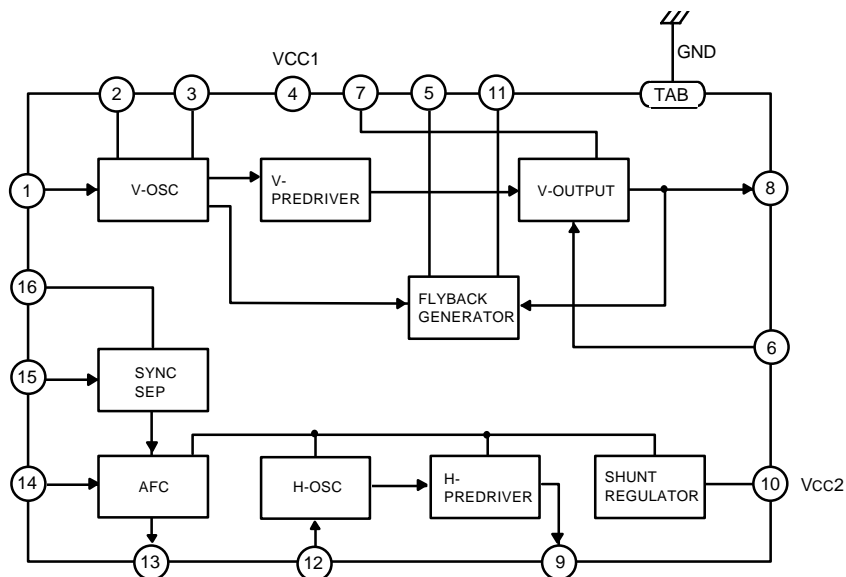 VCC1
GND
2
3
4
7
5
11
TAB
1
V-OSC
V-
PREDRIVER
V-OUTPUT
8
16
FLYBACK
GENERATOR
6
15
SYNC
SEP
14
AFC
H-OSC
H-
PREDRIVER
SHUNT
REGULATOR
10
VCC2
13
12
9